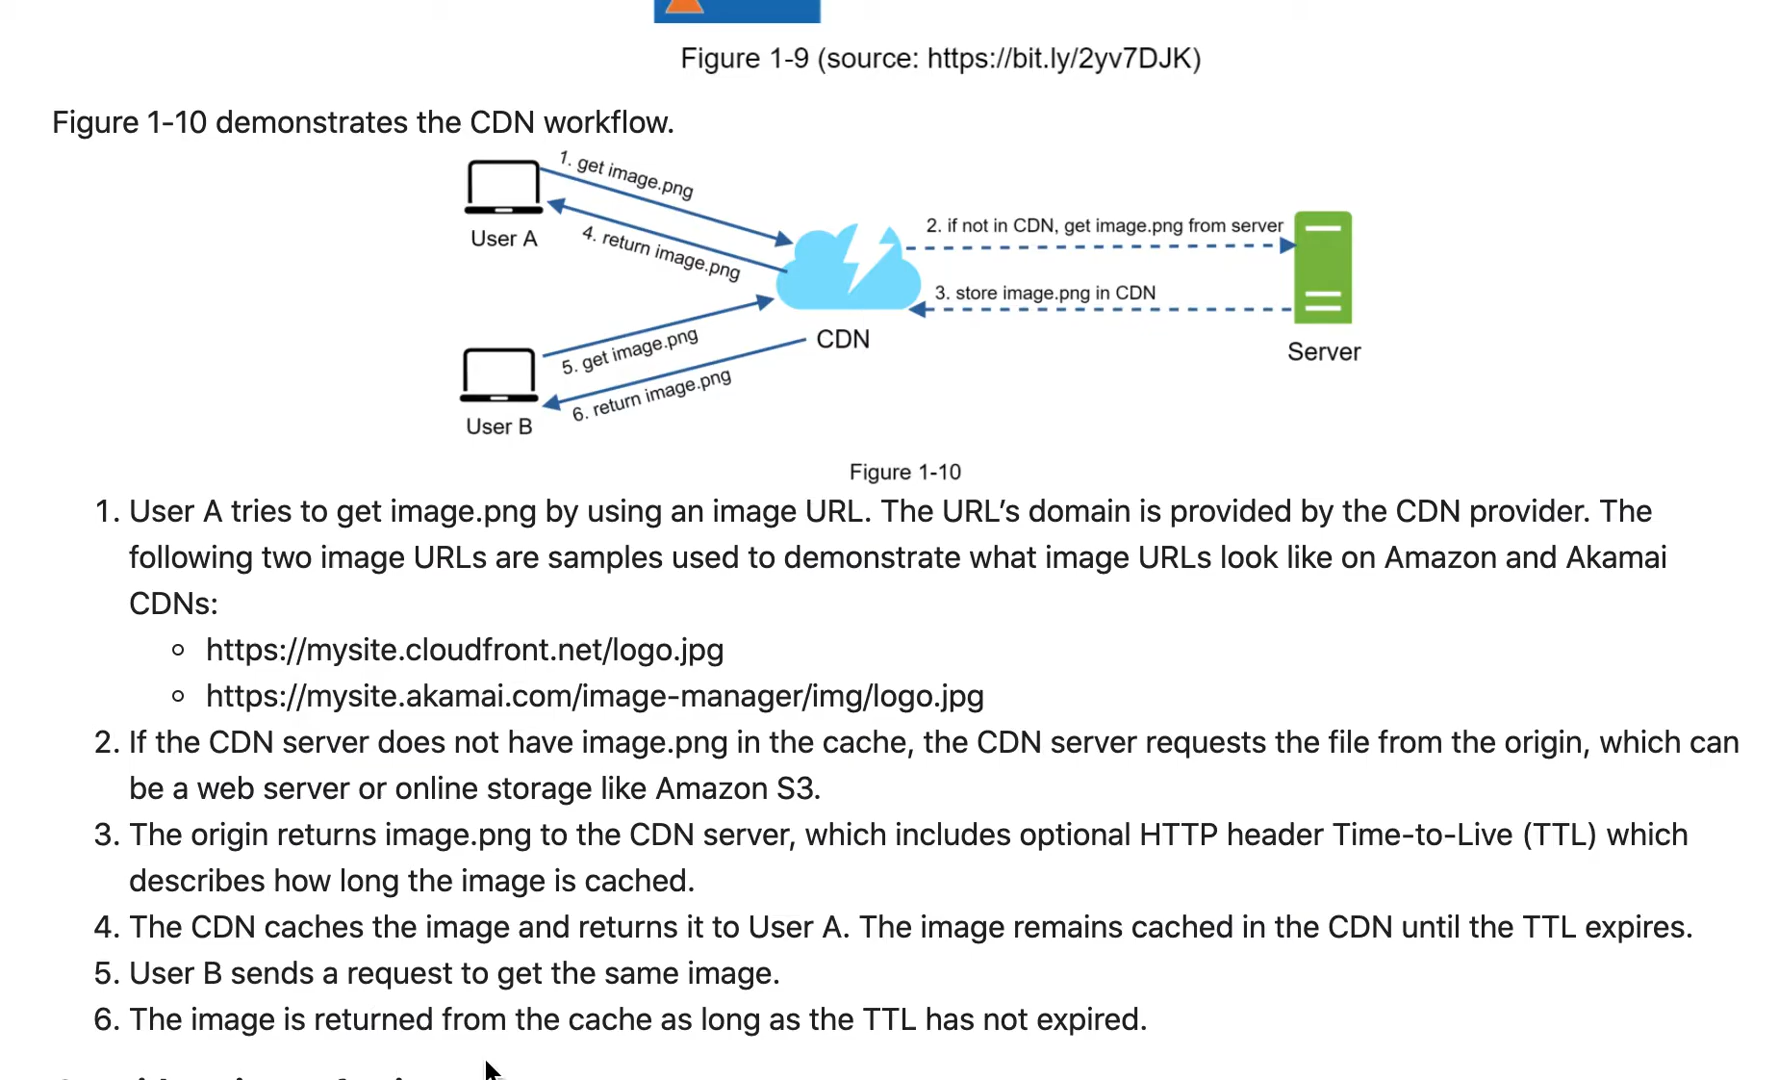 Figure 1-9 (source: https://bit.ly/2yv7DJK)
Figure 1-10 demonstrates the CDN workflow.
1. get image.png
4. return image.png
User A
2. if not in CDN, get image.png from server
3. store image.png in CDN
CDN
Server
5. get image.png
6. return image.png
User B
Figure 1-10
1. User A tries to get image.png by using an image URL. The URL’s domain is provided by the CDN provider. The
following two image URLs are samples used to demonstrate what image URLs look like on Amazon and Akamai
CDNs:
https://mysite.cloudfront.net/logo.jpg
https://mysite.akamai.com/image-manager/img/logo.jpg
2. If the CDN server does not have image.png in the cache, the CDN server requests the file from the origin, which can
be a web server or online storage like Amazon S3.
3. The origin returns image.png to the CDN server, which includes optional HTTP header Time-to-Live (TTL) which
describes how long the image is cached.
4. The CDN caches the image and returns it to User A. The image remains cached in the CDN until the TTL expires.
5. User B sends a request to get the same image.
6. The image is returned from the cache as long as the TTL has not expired.